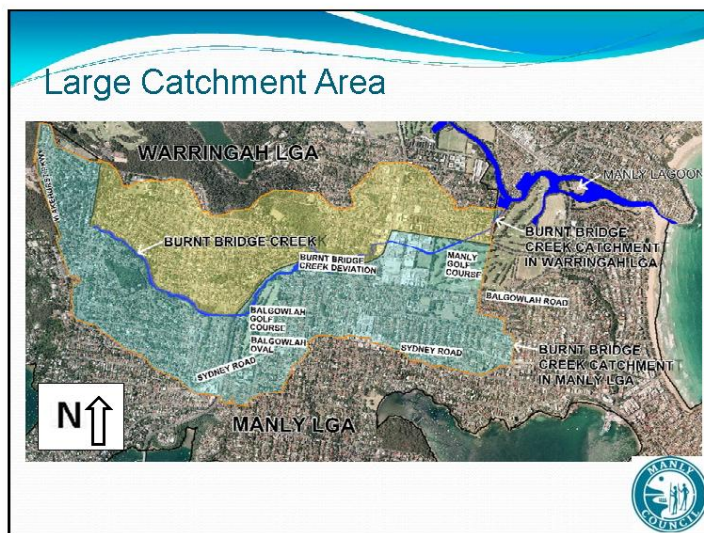 Large Catchment Area
WARRINGAH LGA
MANLY LAGOON
BURNT BRIDGE CREEK
BURNT BRIDGE
CREEK DEVIATION
MANLY
GOLF
COURSE
BURNT BRIDGE
CREEK CATCHMENT
IN WARRINGAH LGA
BALGOWLAH ROAD
BALGOWLAH
GOLF
COURSE
BALGOWLAH
OVAL
SYDNEY ROAD
SYDNEY ROAD
BURNT BRIDGE
CREEK CATCHMENT
IN MANLY LGA
N
MANLY LGA
MANLY
COUNCIL